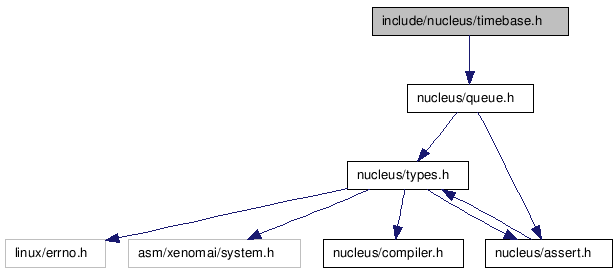 include/nucleus/timebase.h
nucleus/queue.h
nucleus/types.h
linux/errno.h
asm/xenomai/system.h
nucleus/compiler.h
nucleus/assert.h